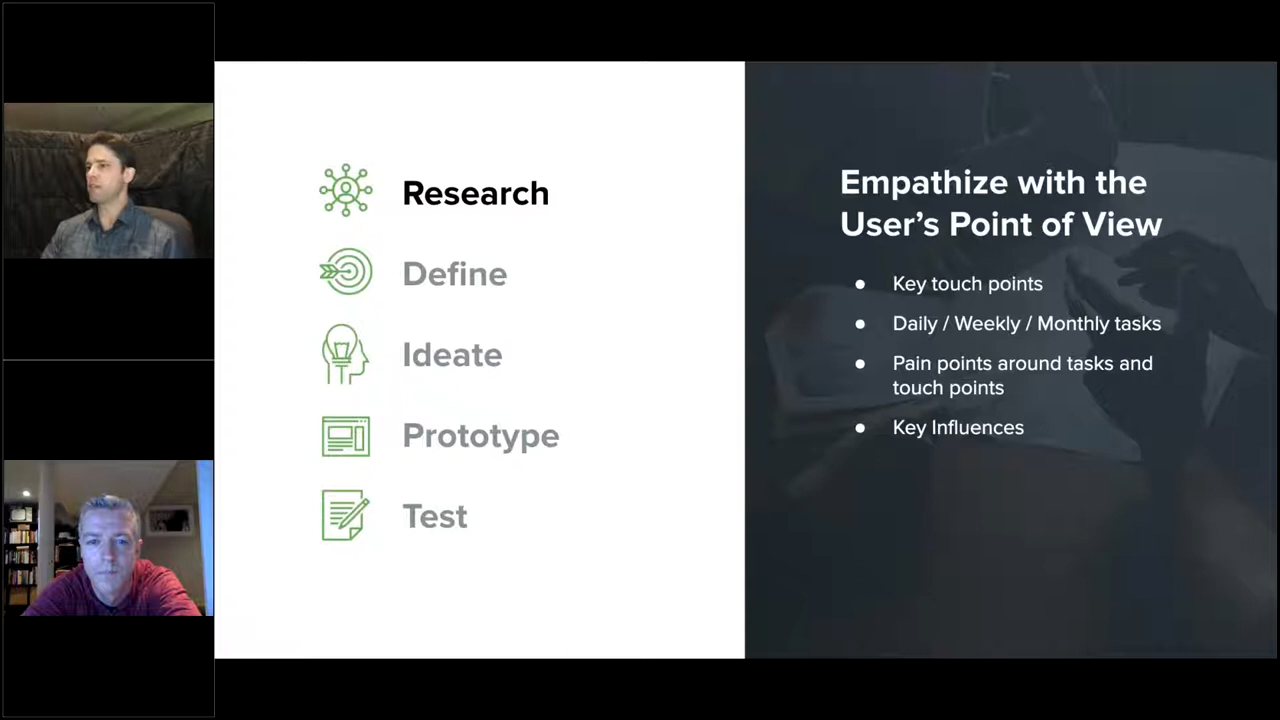 Research
Define
Ideate
Prototype
Test
Empathize with the
User’s Point of View
● Key touch points
● Daily / Weekly / Monthly tasks
● Pain points around tasks and
touch points
● Key Influences